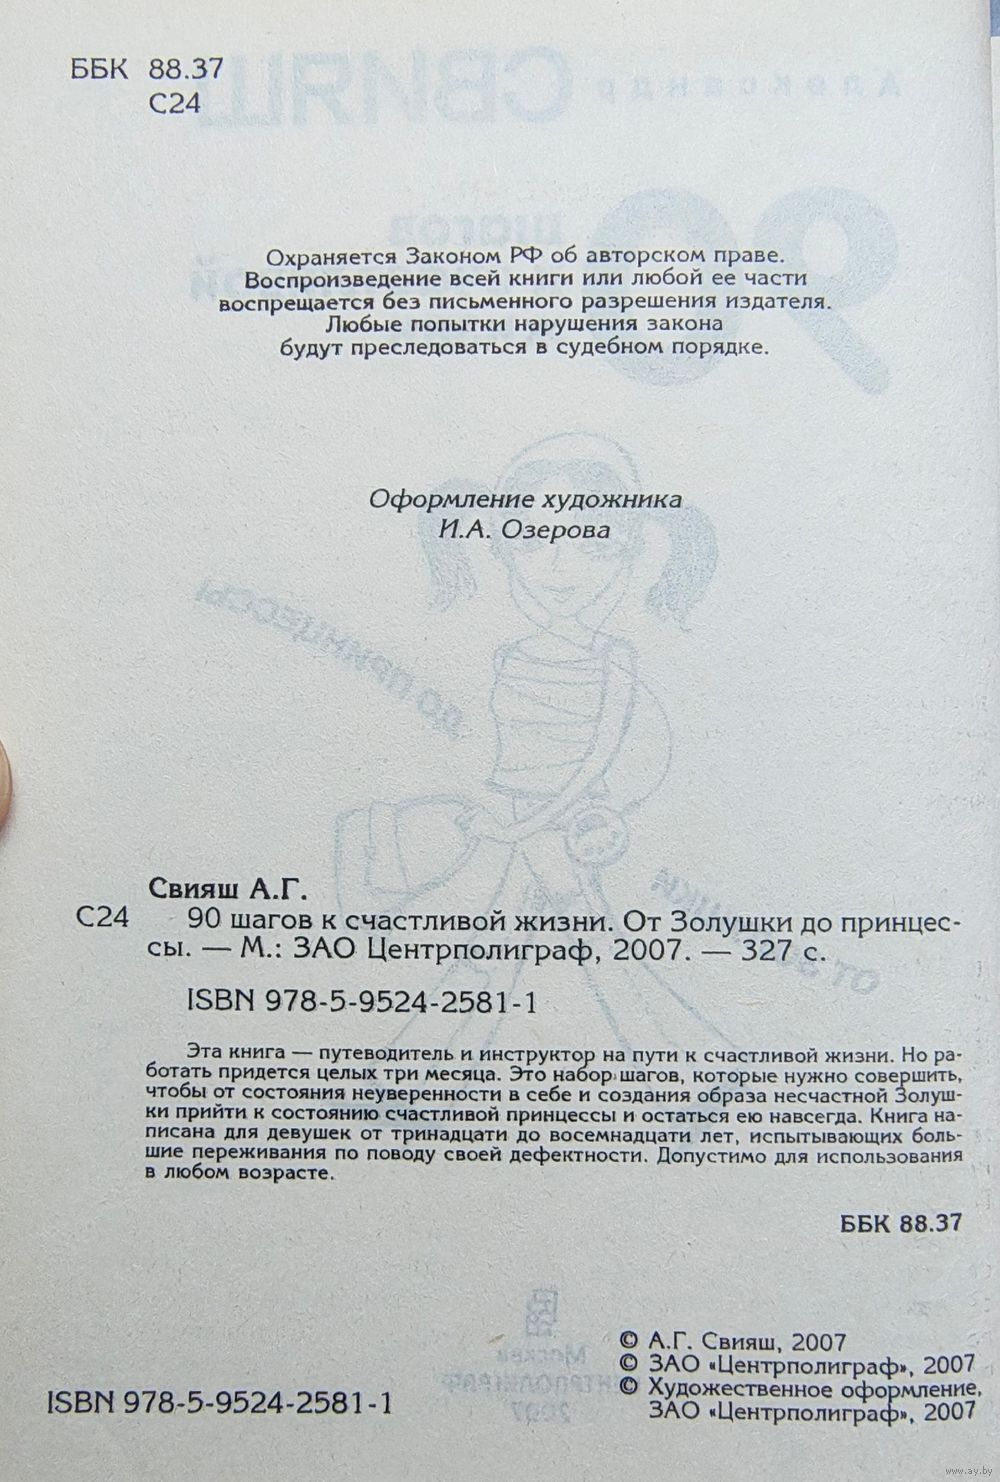 ББК 88.37
С24
Охраняется Законом РФ об авторском праве.
Воспроизведение всей книги или любой ее части
воспрещается без письменного разрешения издателя.
Любые попытки нарушения закона
будут преследоваться в судебном порядке.
Оформление художника
И.А. Озерова
Свияш А.Г.
С24 90 шагов к счастливой жизни. От Золушки до принцес-
сы. — М.: ЗАО Центрполиграф, 2007. — 327 с.
ISBN 978-5-9524-2581-1
Эта книга — путеводитель и инструктор на пути к счастливой жизни. Но ра-
ботать придется целых три месяца. Это набор шагов, которые нужно совершить,
чтобы от состояния неуверенности в себе и создания образа несчастной Золуш-
ки прийти к состоянию счастливой принцессы и остаться ею навсегда. Книга на-
писана для девушек от тринадцати до восемнадцати лет, испытывающих боль-
шие переживания по поводу своей дефектности. Допустимо для использования
в любом возрасте.
ББК 88.37
© А.Г. Свияш, 2007
© ЗАО «Центрполиграф», 2007
© Художественное оформление,
ЗАО «Центрполиграф», 2007
ISBN 978-5-9524-2581-1
www.ay.by